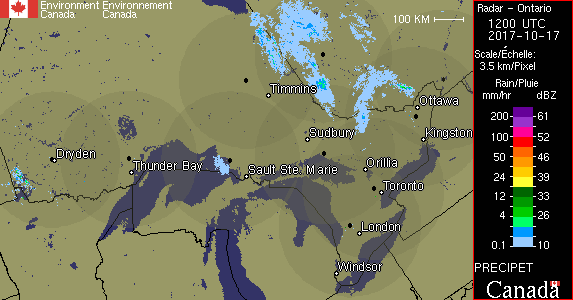 Environment Environnement
Canada Canada
100 KM
Timmins
Ottawa
Sudbury
Kingston
Dryden
Thunder Bay
Sault Ste. Marie
Orillia
Toronto
London
Windsor
Radar - Ontario
1200 UTC
2017-10-17
Scale/Échelle:
3.5 km/Pixel
Rain/Pluie
mm/hr dBZ
200 61
100 52
50 46
24 39
12 33
4 26
0.1 10
PRECIPET
Canada